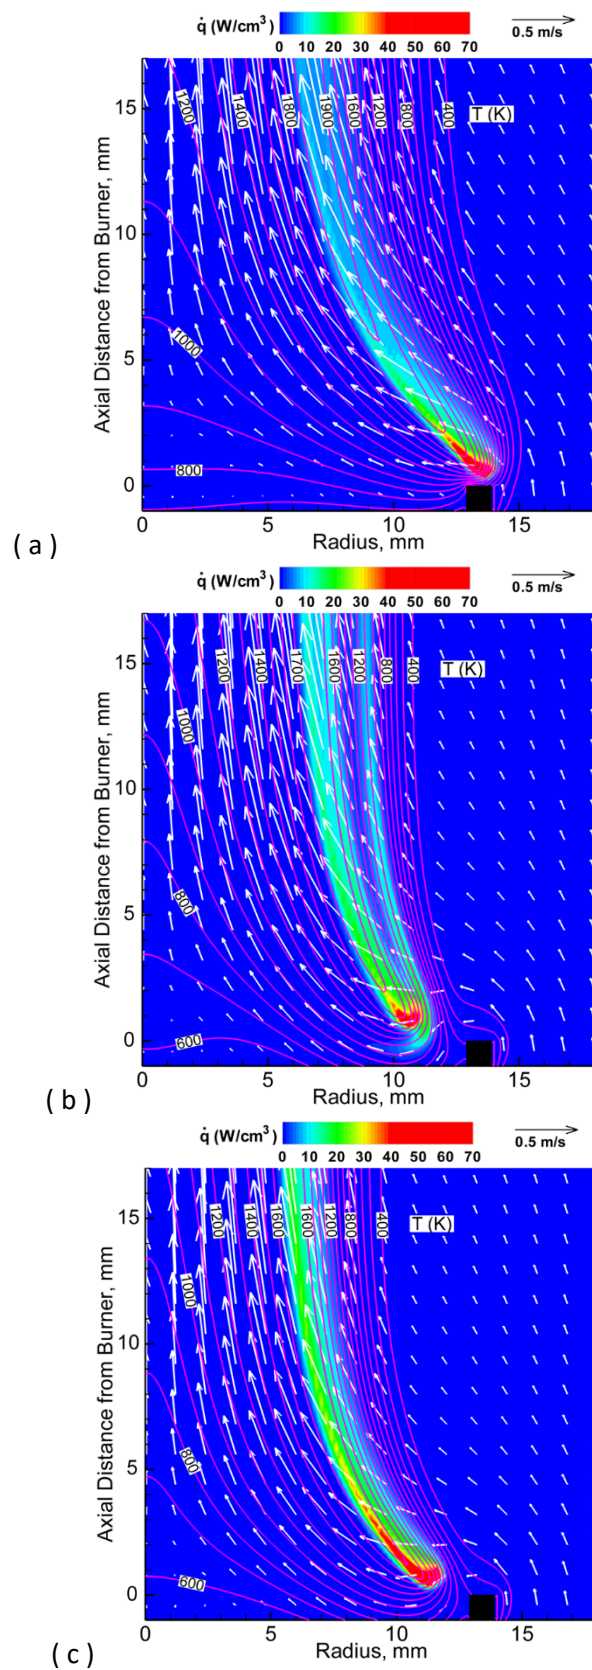 q̇ (W/cm³)
0 10 20 30 40 50 60 70
0.5 m/s
1200 1400 1800 1900 1600 1200 800 400
T (K)
1000
800
Axial Distance from Burner, mm
15
10
5
0
0 5 10 15
Radius, mm
( a )
q̇ (W/cm³)
0 10 20 30 40 50 60 70
0.5 m/s
1200 1400 1700 1600 1200 800 400
T (K)
1000
800
600
Axial Distance from Burner, mm
15
10
5
0
0 5 10 15
Radius, mm
( b )
q̇ (W/cm³)
0 10 20 30 40 50 60 70
0.5 m/s
1200 1400 1600 1600 1200 800 400
T (K)
1000
800
600
Axial Distance from Burner, mm
15
10
5
0
0 5 10 15
Radius, mm
( c )